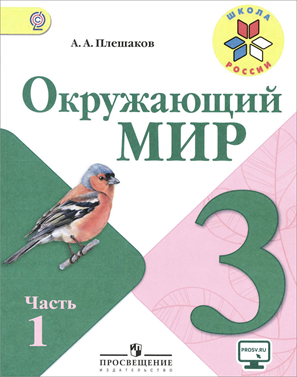 ШКОЛА
РОССИИ
А. А. Плешаков
Окружающий
МИР
3
Часть
1
PROSV.RU
ПРОСВЕЩЕНИЕ
ИЗДАТЕЛЬСТВО